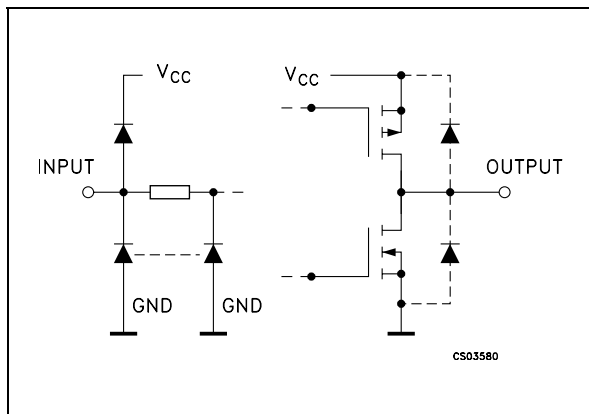 VCC
VCC
INPUT
OUTPUT
GND
GND
CS03580